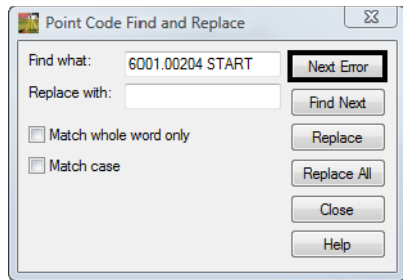 Point Code Find and Replace
Find what: 6001.00204 START Next Error
Replace with: Find Next
Match whole word only Replace
Match case Replace All
Close
Help